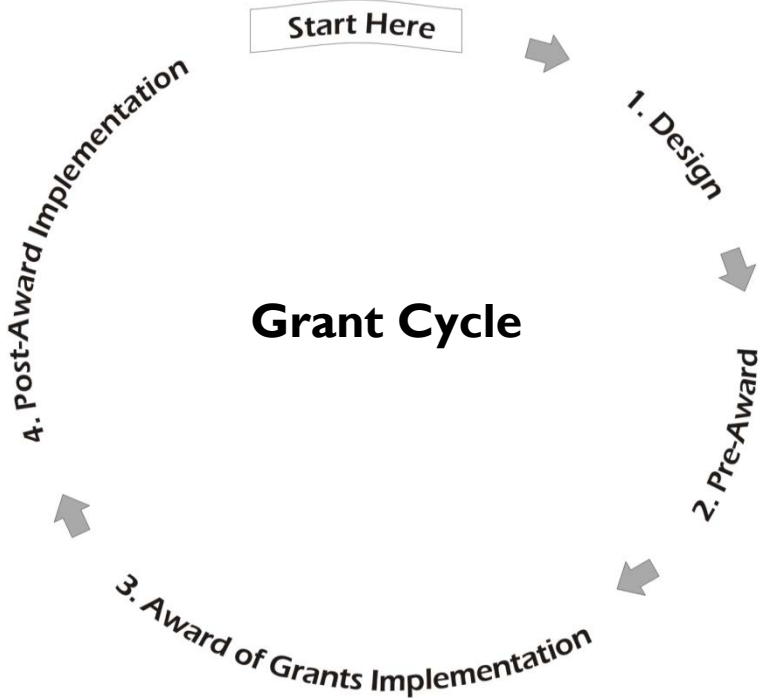 Start Here
1. Design
2. Pre-Award
3. Award of Grants Implementation
4. Post-Award Implementation
Grant Cycle